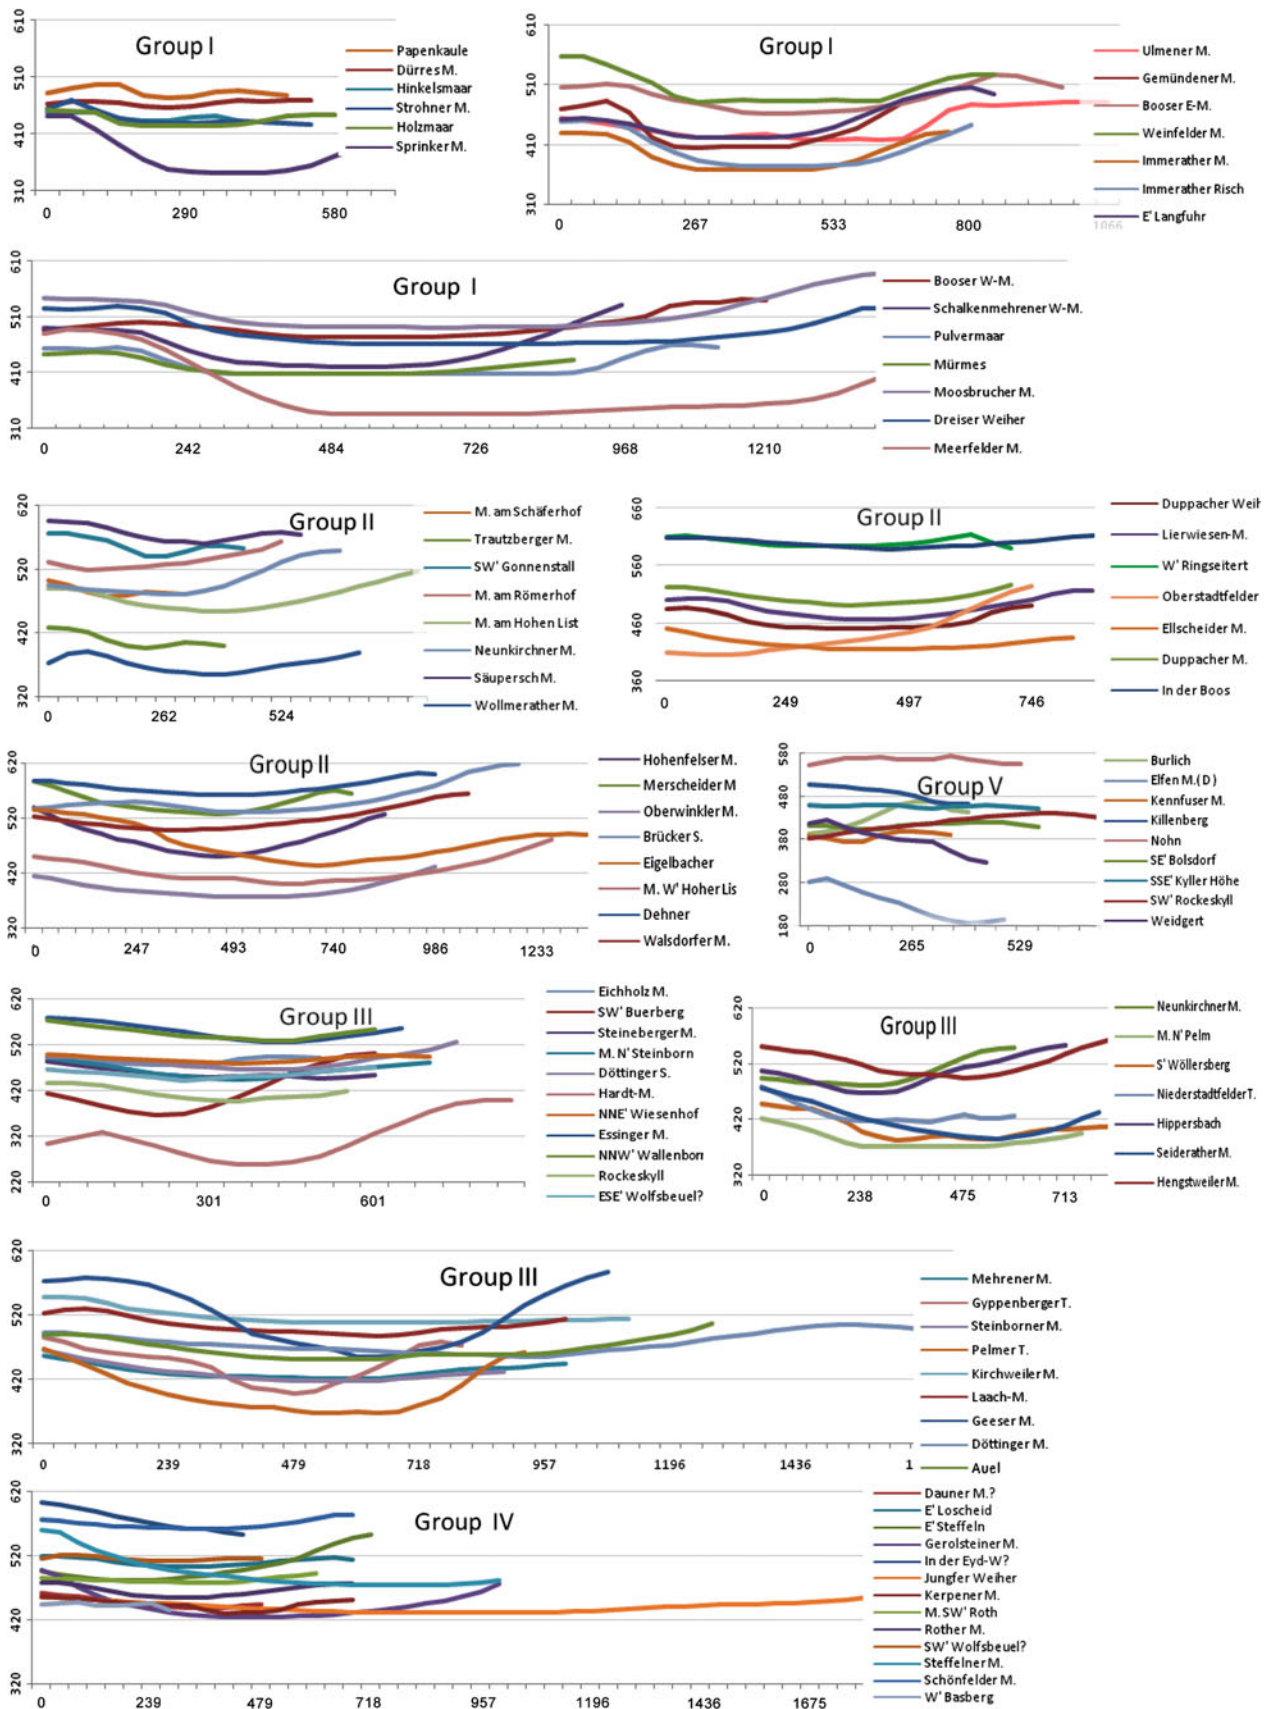 Group I
610
510
410
310
0
290
580
Papenkaule
Dürres M.
Hinkelsmaar
Strohner M.
Holzmaar
Sprinker M.
Group I
610
510
410
310
0
267
533
800
1066
Ulmener M.
Gemündener M.
Booser E-M.
Weinfelder M.
Immerather M.
Immerather Risch
E' Langfuhr
Group I
610
510
410
310
0
242
484
726
968
1210
Booser W-M.
Schalkenmehrener W-M.
Pulvermaar
Mürmes
Moosbrucher M.
Dreiser Weiher
Meerfelder M.
Group II
620
520
420
320
0
262
524
M. am Schäferhof
Trautzberger M.
SW' Gonnenstall
M. am Römerhof
M. am Hohen List
Neunkirchner M.
Säupersch M.
Wollmerather M.
Group II
660
560
460
360
0
249
497
746
Duppacher Weih
Lierwiesen-M.
W' Ringseitert
Oberstadtfelder
Ellscheider M.
Duppacher M.
In der Boos
Group II
620
520
420
320
0
247
493
740
986
1233
Hohenfelser M.
Merscheider M
Oberwinkler M.
Brücker S.
Eigelbacher
M. W' Hoher Lis
Dehner
Walsdorfer M.
Group V
580
480
380
280
180
0
265
529
Burlich
Elfen M.(D)
Kennfuser M.
Killenberg
Nohn
SE' Bolsdorf
SSE' Kyller Höhe
SW' Rockeskyll
Weidgert
Group III
620
520
420
320
220
0
301
601
Eichholz M.
SW' Buerberg
Steineberger M.
M. N' Steinborn
Döttinger S.
Hardt-M.
NNE' Wiesenhof
Essinger M.
NNW' Wallenborn
Rockeskyll
ESE' Wolfsbeuel?
Group III
620
520
420
320
0
238
475
713
Neunkirchner M.
M. N' Pelm
S' Wöllersberg
Niederstadtfelder T.
Hippersbach
Seiderather M.
Hengstweiler M.
Group III
620
520
420
320
0
239
479
718
957
1196
1436
1
Mehrener M.
Gyppenberger T.
Steinborner M.
Pelmer T.
Kirchweiler M.
Laach-M.
Geeser M.
Döttinger M.
Auel
Group IV
620
520
420
320
0
239
479
718
957
1196
1436
1675
Dauner M.?
E' Loscheid
E' Steffeln
Gerolsteiner M.
In der Eyd-W?
Jungfer Weiher
Kerpener M.
M. SW' Roth
Rother M.
SW' Wolfsbeuel?
Steffelner M.
Schönfelder M.
W' Basberg